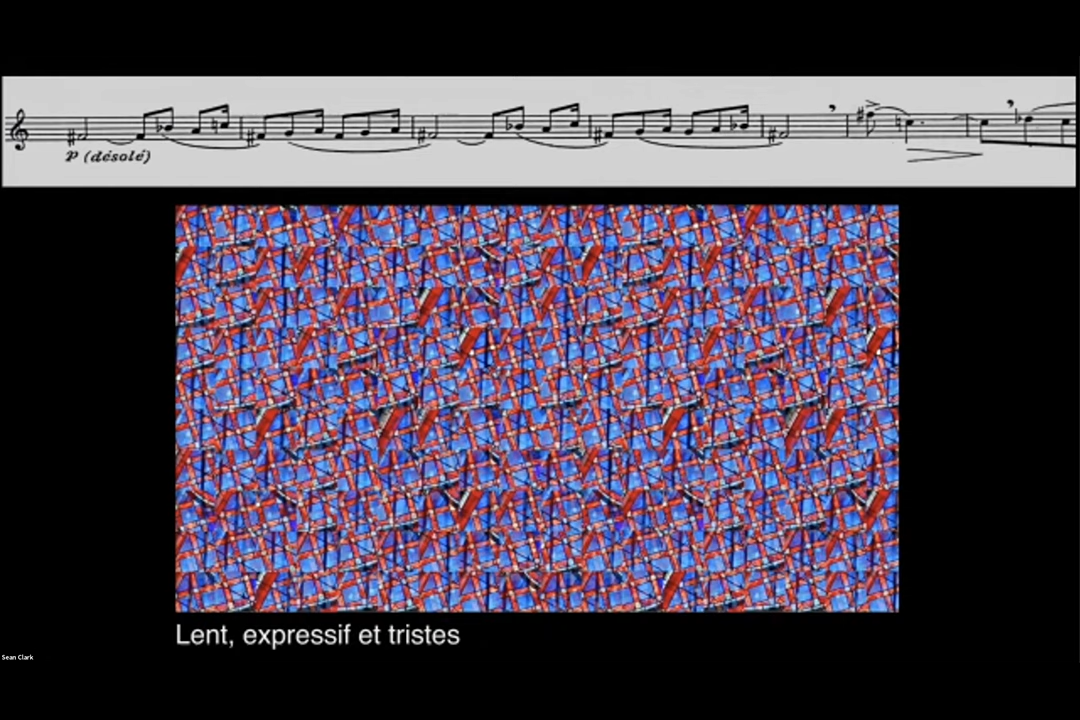 p (désolé)
Lent, expressif et tristes
Sean Clark